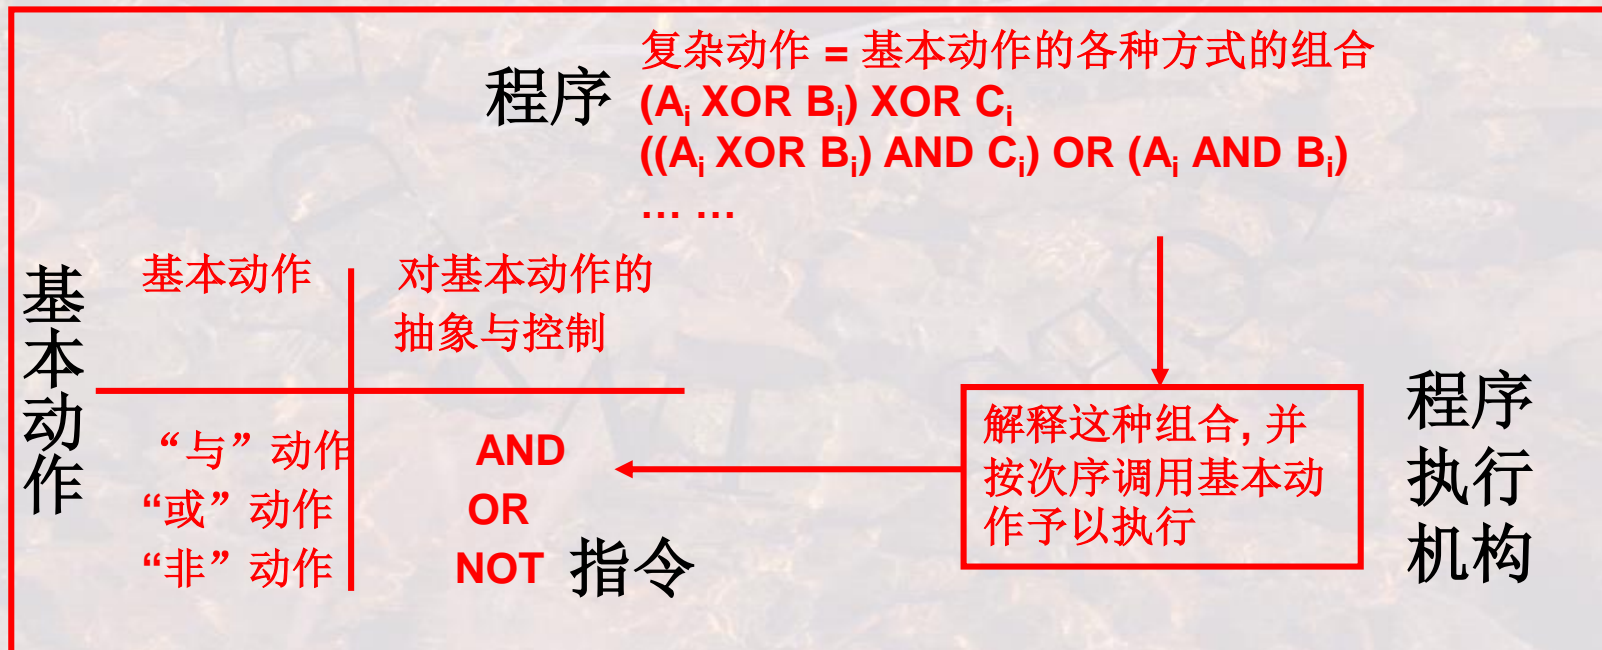 复杂动作 = 基本动作的各种方式的组合
程序
(Ai XOR Bi) XOR Ci
((Ai XOR Bi) AND Ci) OR (Ai AND Bi)
… …
基本动作
基本动作
对基本动作的
抽象与控制
“与”动作
AND
“或”动作
OR
“非”动作
NOT
指令
解释这种组合, 并
按次序调用基本动
作予以执行
程序
执行
机构